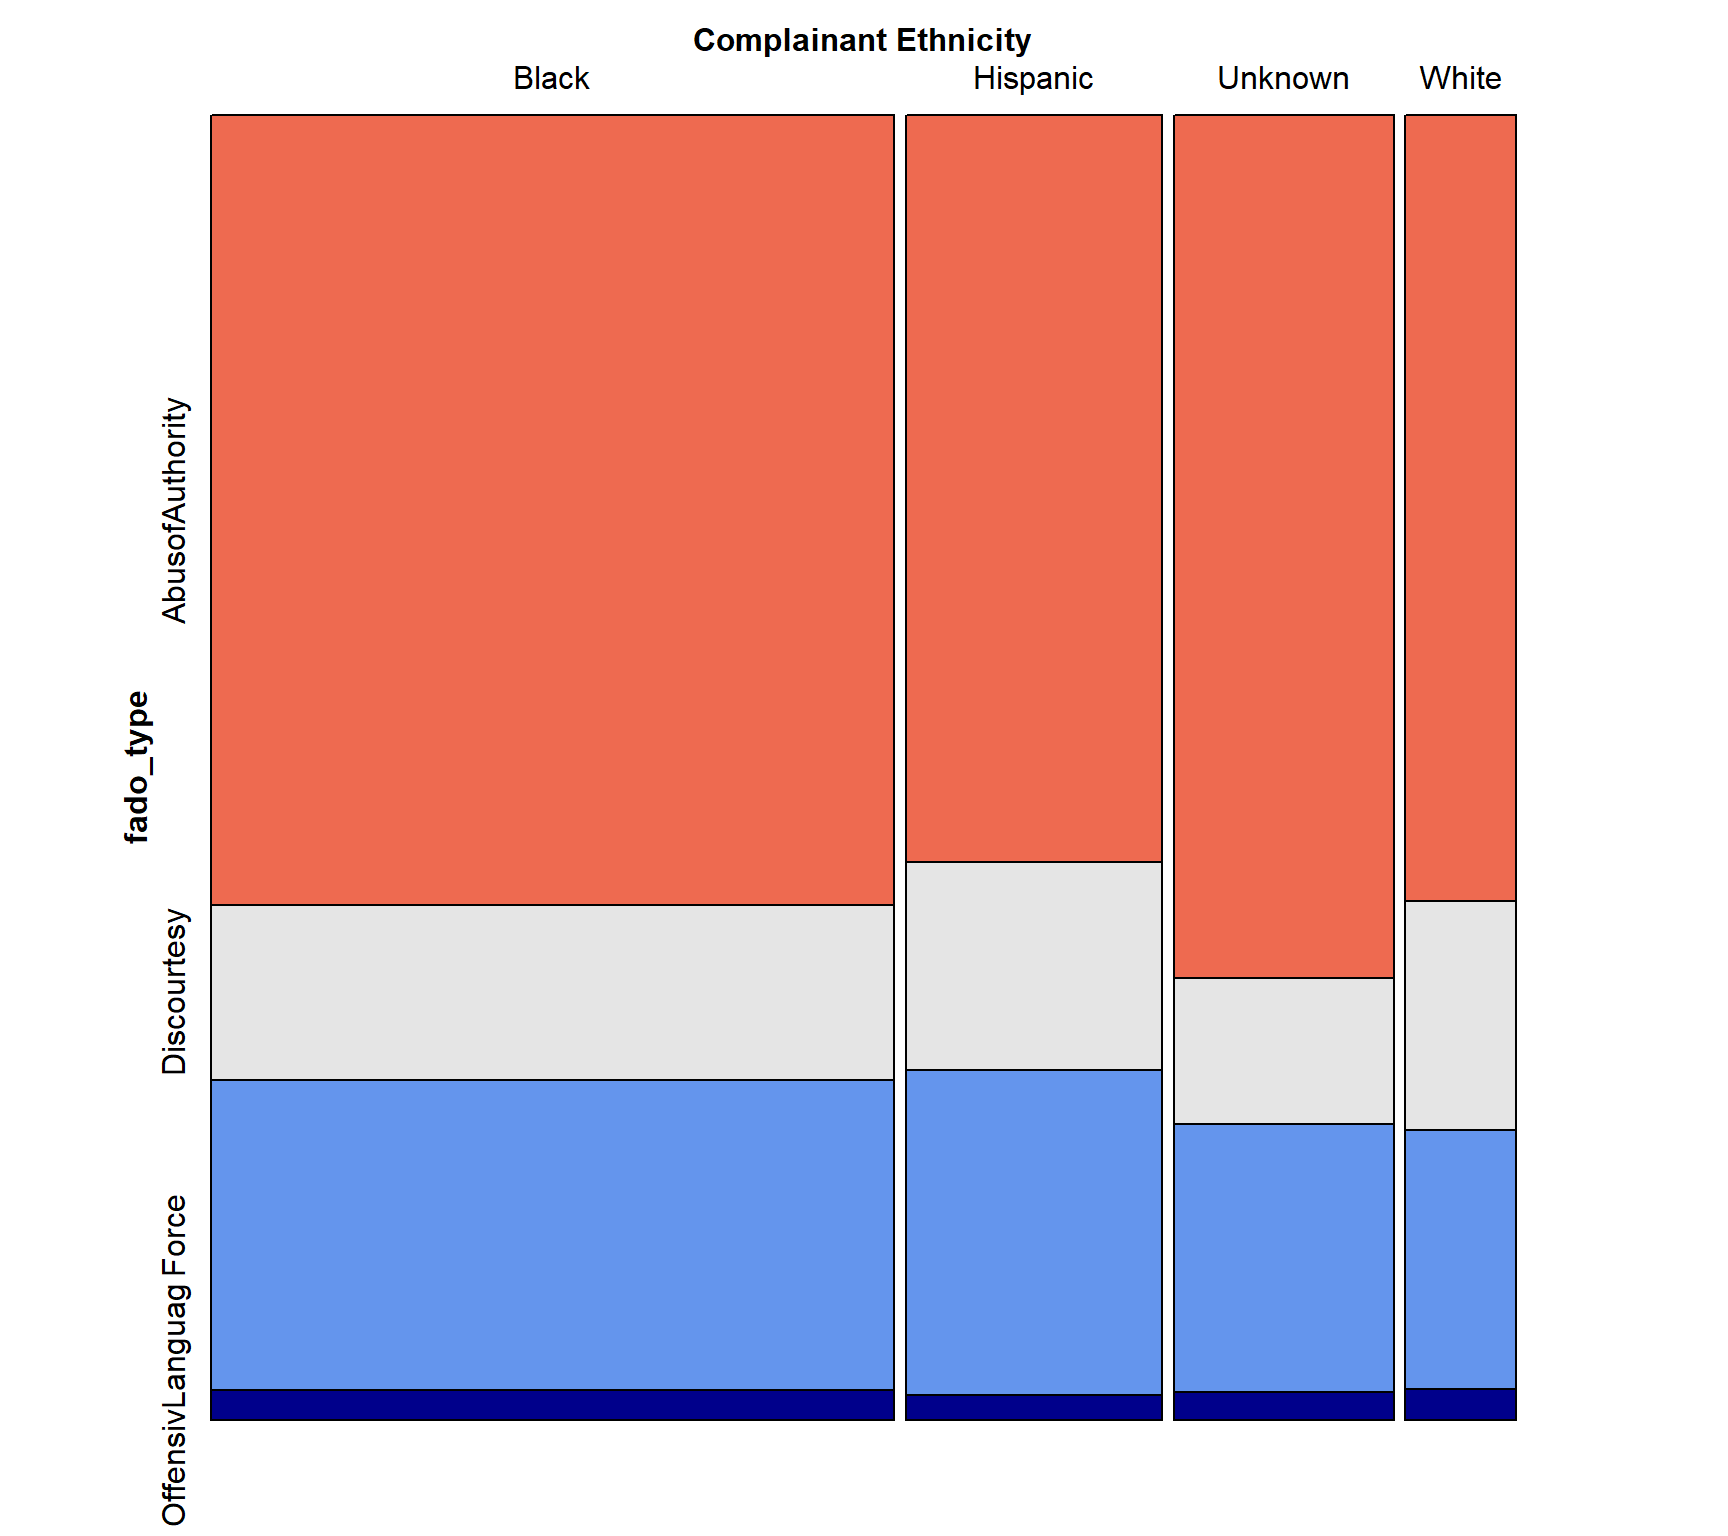 Complainant Ethnicity
Black Hispanic Unknown White
fado_type
AbusofAuthority
Discourtesy
Force
OffensivLanguag